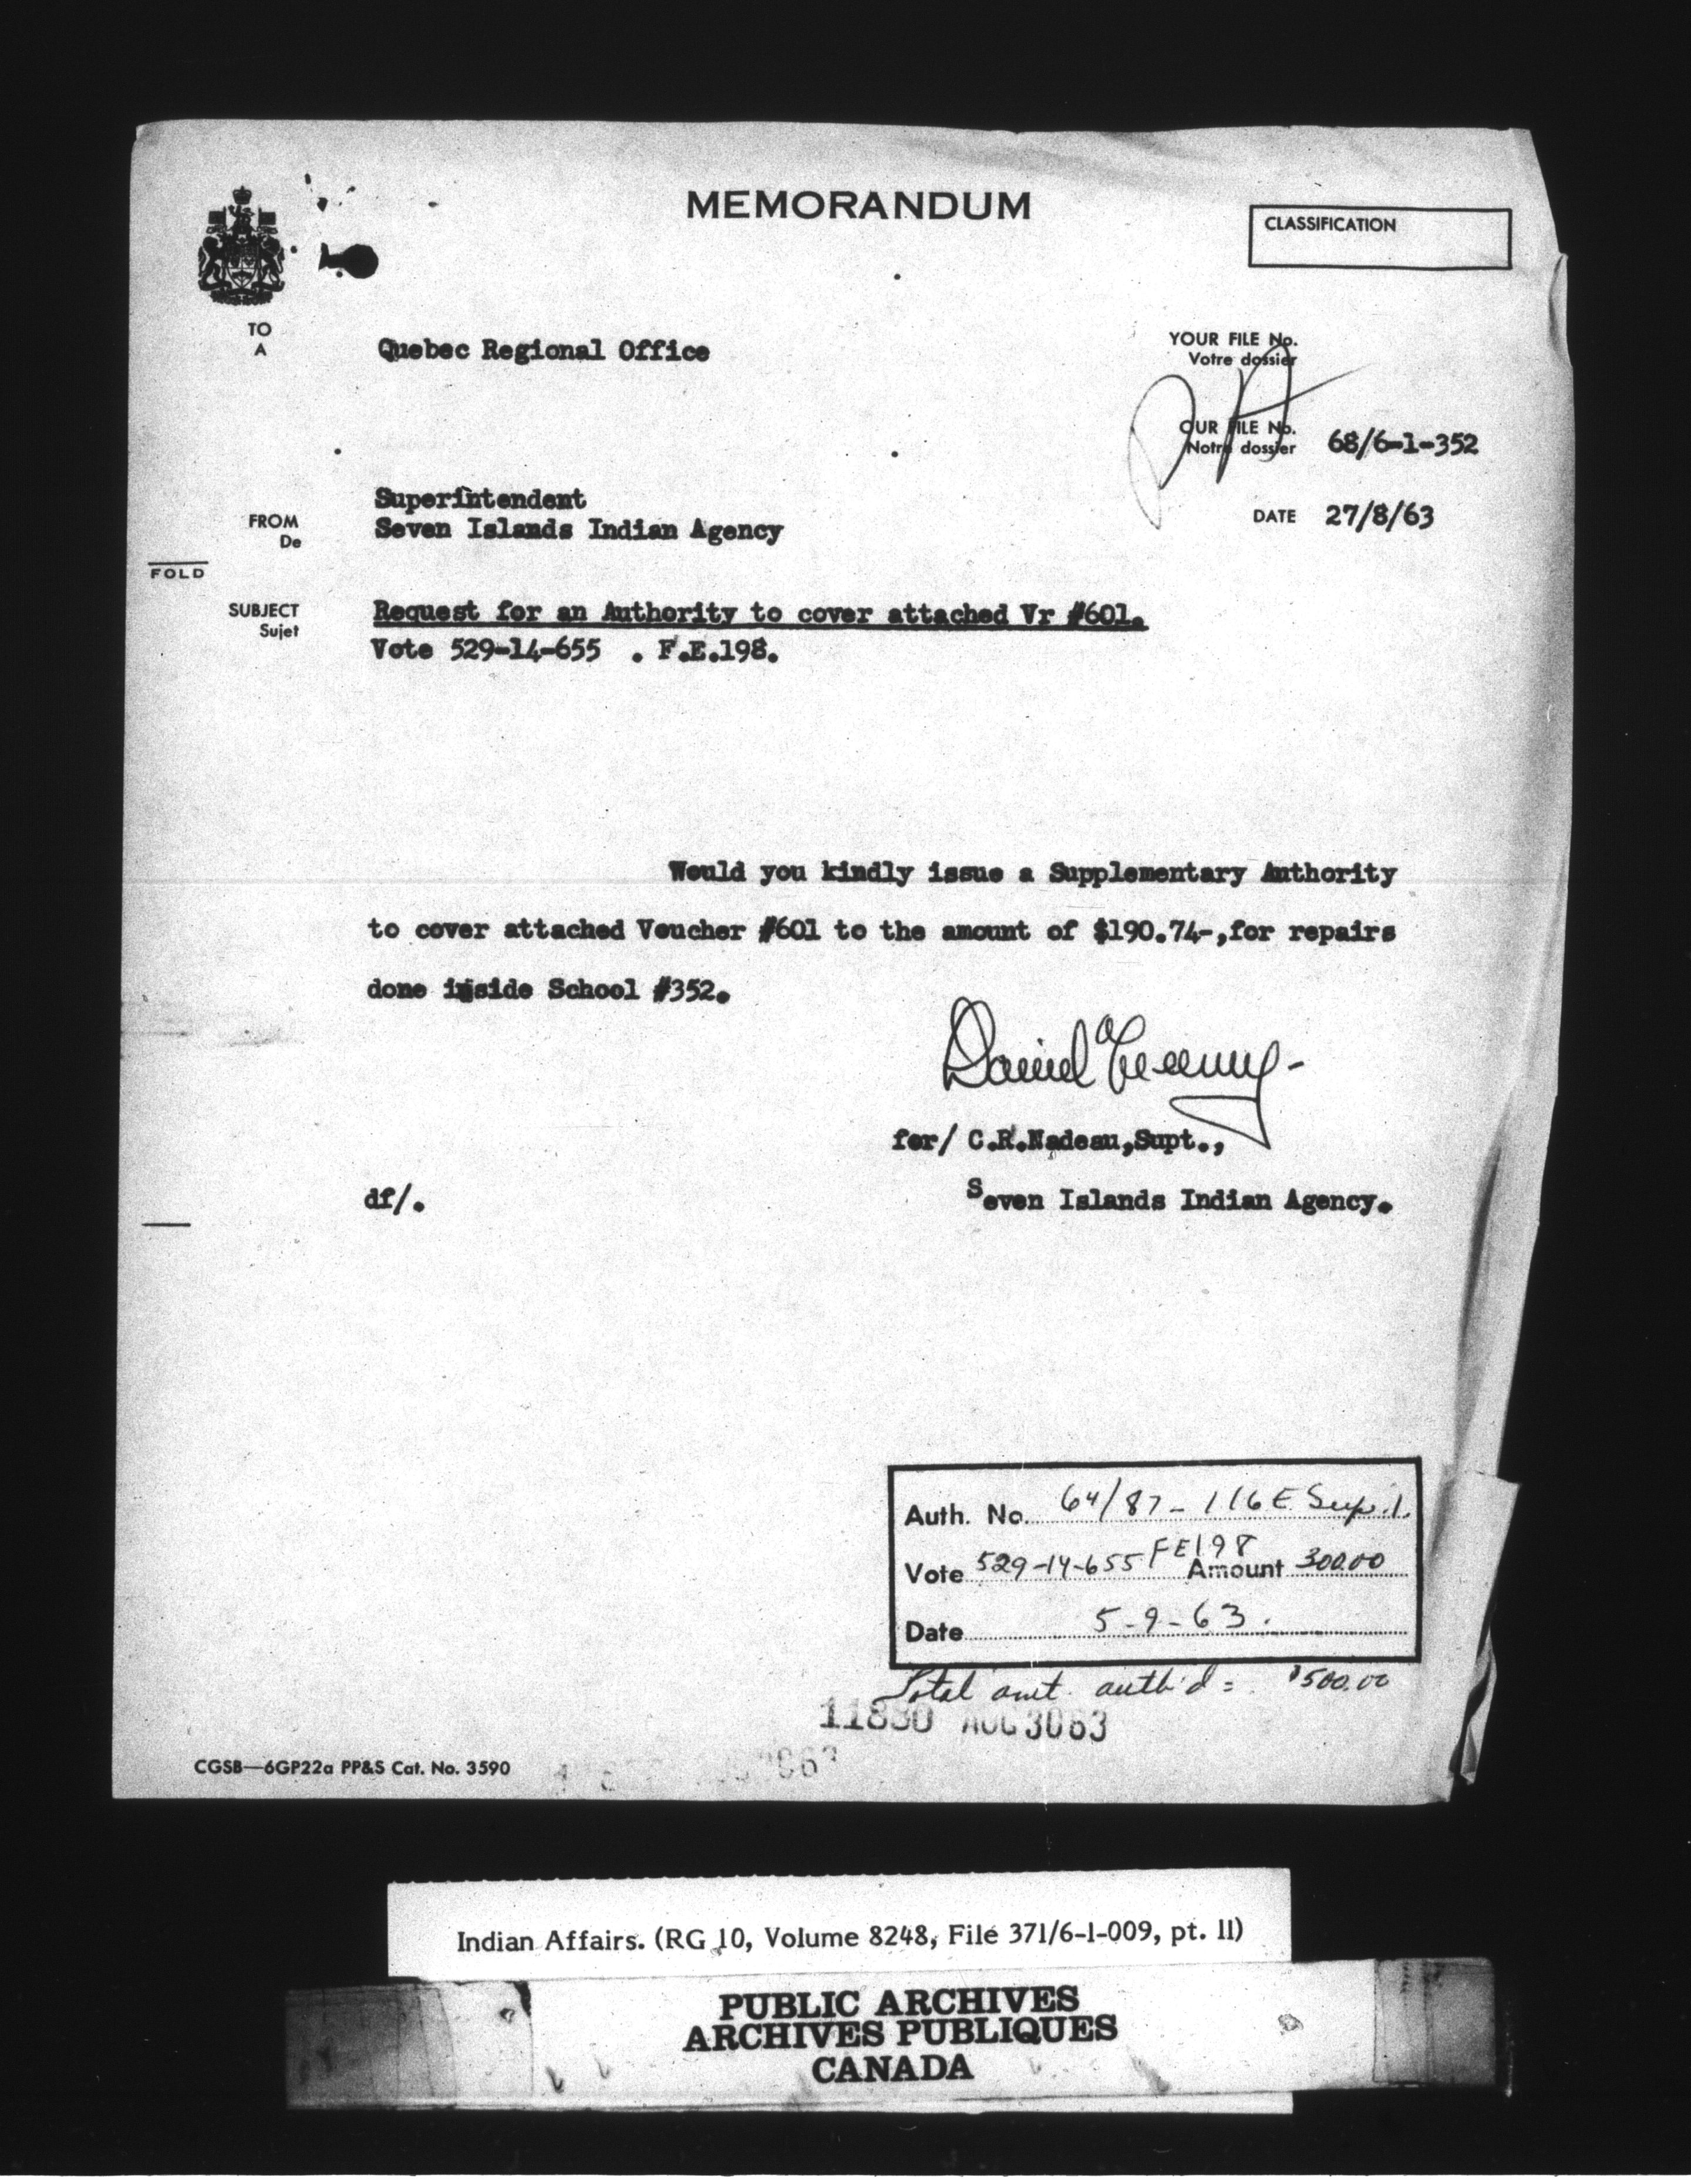 MEMORANDUM
CLASSIFICATION
TO
A
Quebec Regional Office
YOUR FILE No.
Votre dossier
OUR FILE No.
Notre dossier
68/6-1-352
Superintendent
FROM
De
Seven Islands Indian Agency
DATE 27/8/63
FOLD
SUBJECT
Sujet
Request for an Authority to cover attached Vr #601.
Vote 529-14-655 . F.E.198.
Would you kindly issue a Supplementary Authority
to cover attached Voucher #601 to the amount of $190.74-,for repairs
done inside School #352.
Daniel
for/ C.R.Nadeau,Supt.,
df/.
Seven Islands Indian Agency.
Auth. No. 64/87-116E Sup.1.
Vote 529-14-655 FE198 Amount 300.00
Date 5-9-63.
Total amt. auth'd = $500.00
AUG 30 63
CGSB—6GP22a PP&S Cat. No. 3590
Indian Affairs. (RG 10, Volume 8248, File 371/6-1-009, pt. II)
PUBLIC ARCHIVES
ARCHIVES PUBLIQUES
CANADA